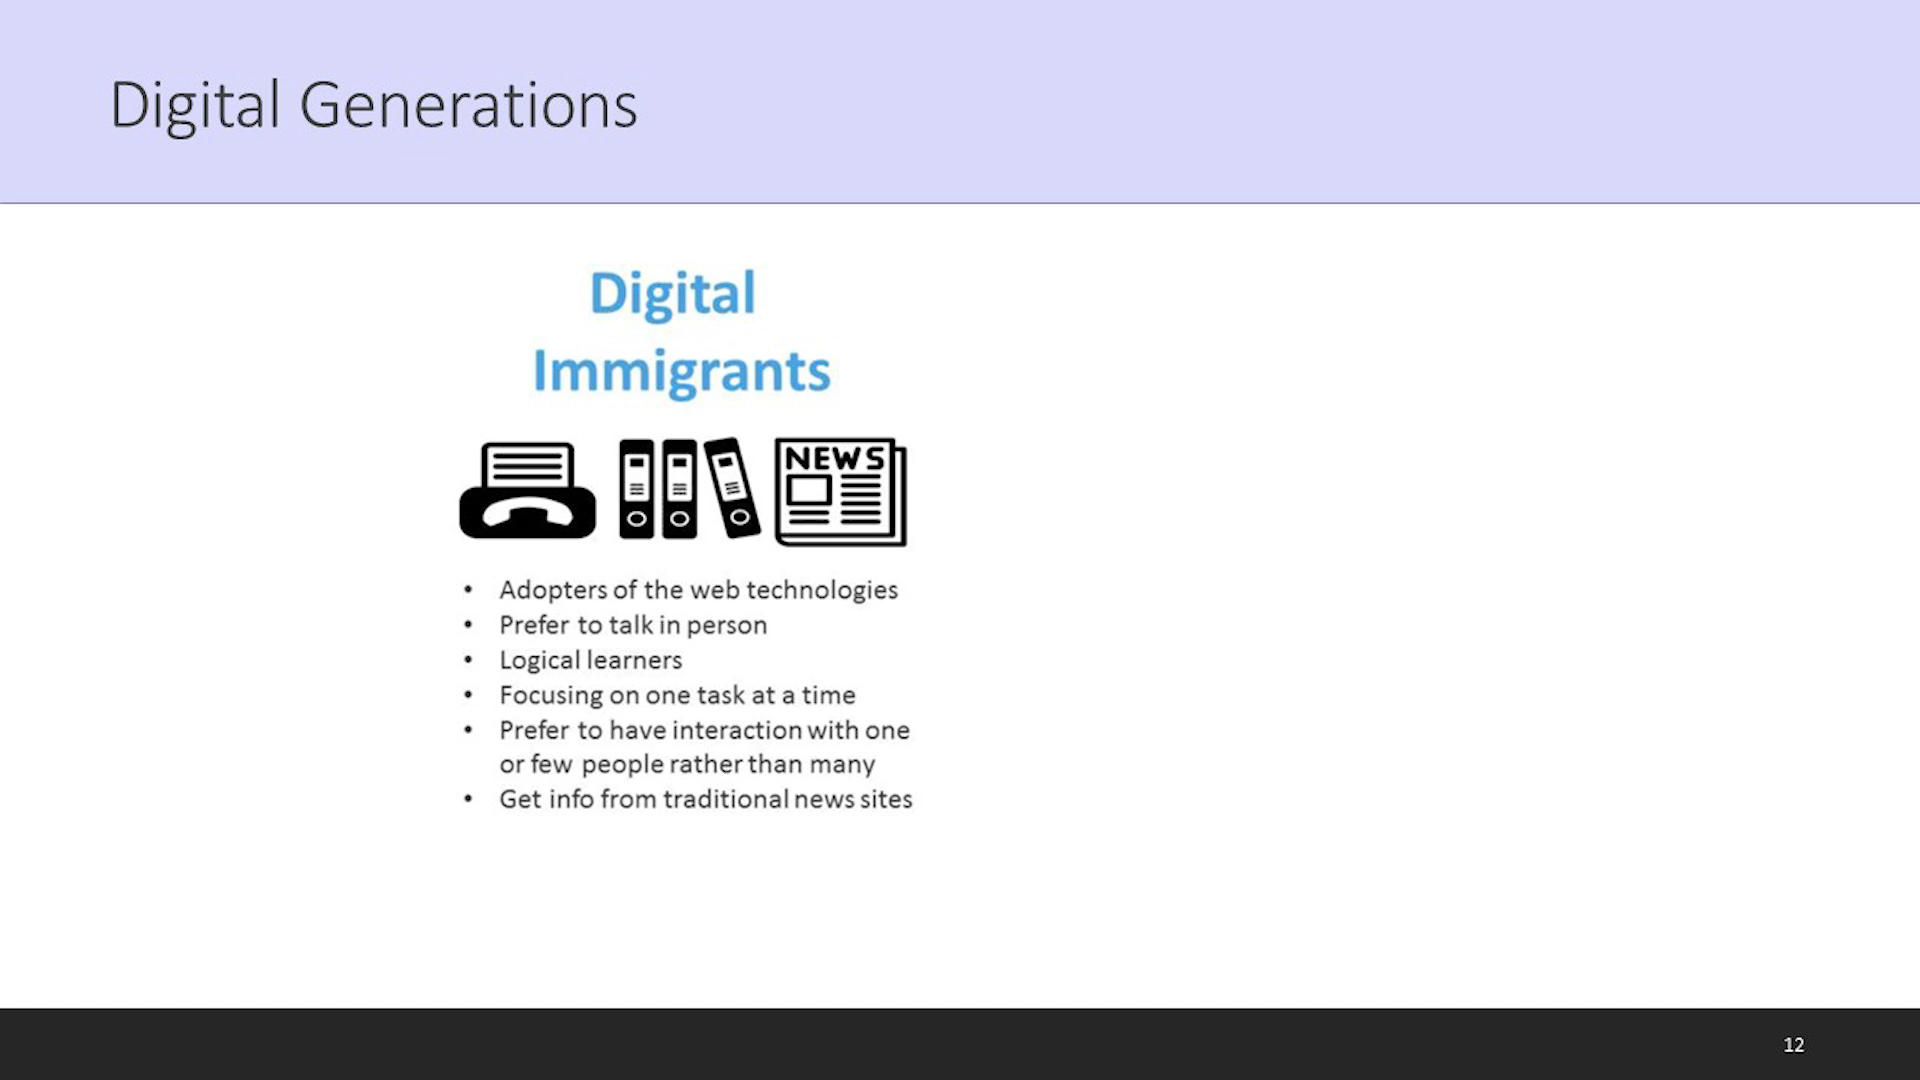 Digital Generations
Digital
Immigrants
NEWS
• Adopters of the web technologies
• Prefer to talk in person
• Logical learners
• Focusing on one task at a time
• Prefer to have interaction with one
or few people rather than many
• Get info from traditional news sites
12